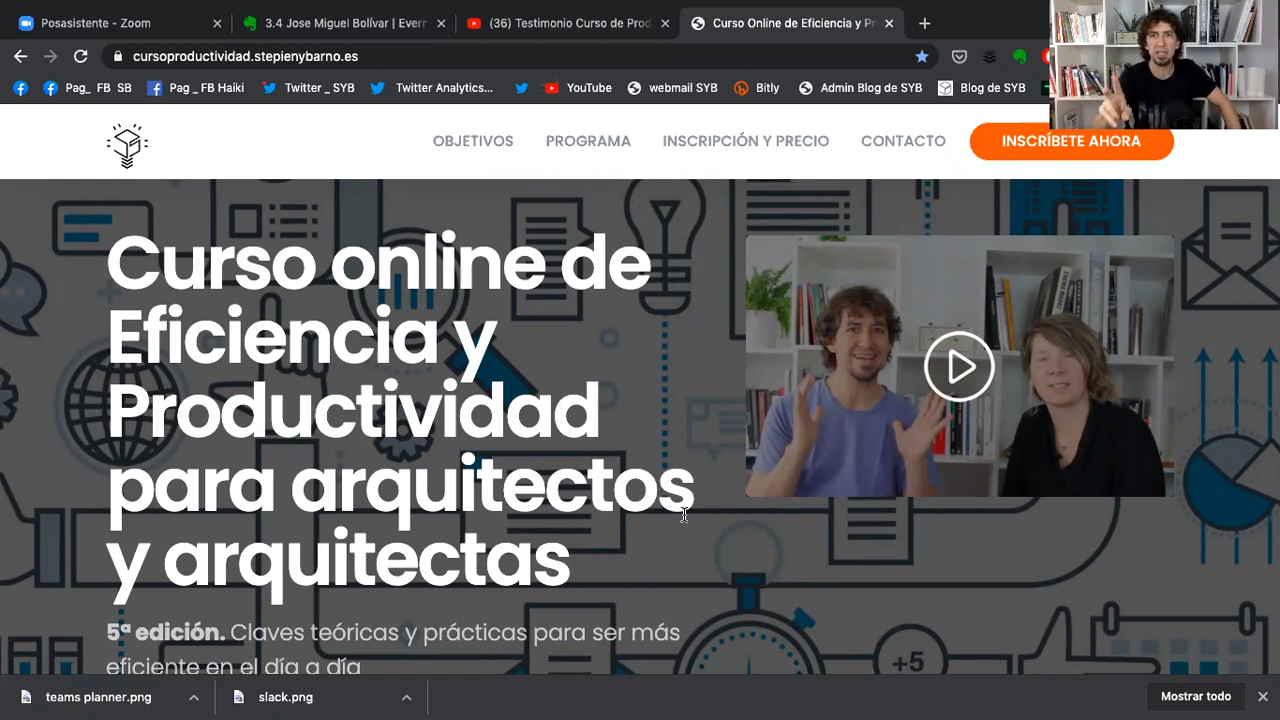 Posasistente - Zoom
3.4 Jose Miguel Bolívar | Everr
(36) Testimonio Curso de Prod
Curso Online de Eficiencia y Pr
cursoproductividad.stepienybarno.es
Pag_ FB SB
Pag _ FB Haiki
Twitter _ SYB
Twitter Analytics...
YouTube
webmail SYB
Bitly
Admin Blog de SYB
Blog de SYB
OBJETIVOS
PROGRAMA
INSCRIPCIÓN Y PRECIO
CONTACTO
INSCRÍBETE AHORA
Curso online de
Eficiencia y
Productividad
para arquitectos
y arquitectas
5ª edición. Claves teóricas y prácticas para ser más
eficiente en el día a día
+5
teams planner.png
slack.png
Mostrar todo